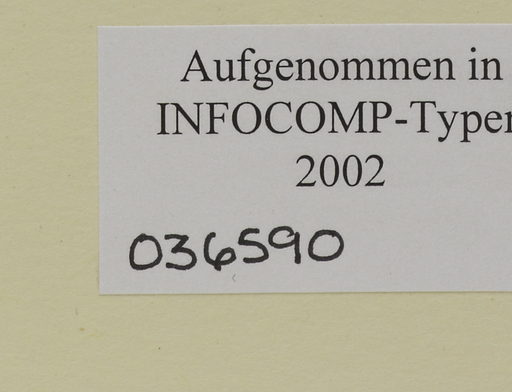 Aufgenommen in
INFOCOMP-Typen
2002
036590